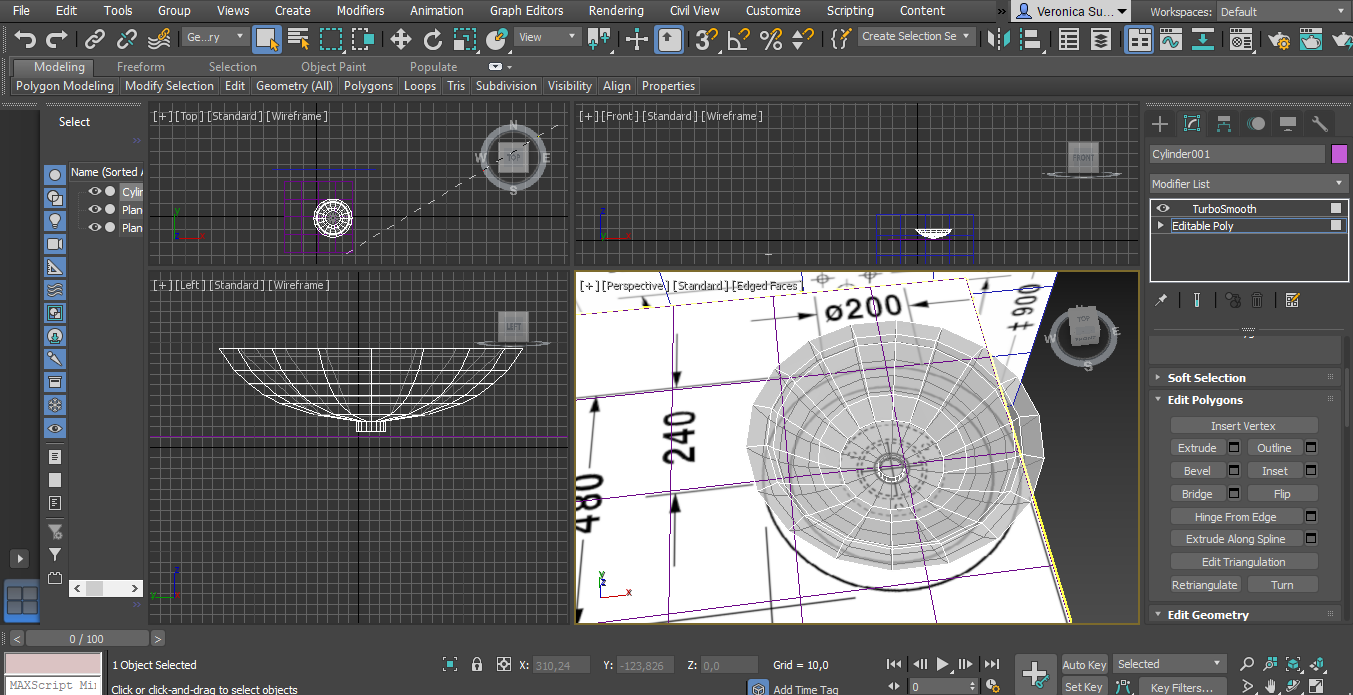 File Edit Tools Group Views Create Modifiers Animation Graph Editors Rendering Civil View Customize Scripting Content » Veronica Su... Workspaces: Default
Ge...ry View Create Selection Se
Modeling Freeform Selection Object Paint Populate
Polygon Modeling Modify Selection Edit Geometry (All) Polygons Loops Tris Subdivision Visibility Align Properties
Select
Name (Sorted A
Cylin
Plan
Plan
[+] [Top] [Standard] [Wireframe]
N
W TOP E
S
[+] [Front] [Standard] [Wireframe]
FRONT
[+] [Left] [Standard] [Wireframe]
LEFT
[+] [Perspective] [Standard] [Edged Faces]
ø200
240
480
TOP
W E
S
y
z
x
Cylinder001
Modifier List
TurboSmooth
Editable Poly
Soft Selection
Edit Polygons
Insert Vertex
Extrude Outline
Bevel Inset
Bridge Flip
Hinge From Edge
Extrude Along Spline
Edit Triangulation
Retriangulate Turn
Edit Geometry
< 0 / 100 >
1 Object Selected X: 310,24 Y: -123,826 Z: 0,0 Grid = 10,0 Auto Key Selected
MAXScript Mi Click or click-and-drag to select objects Add Time Tag 0 Set Key Key Filters...